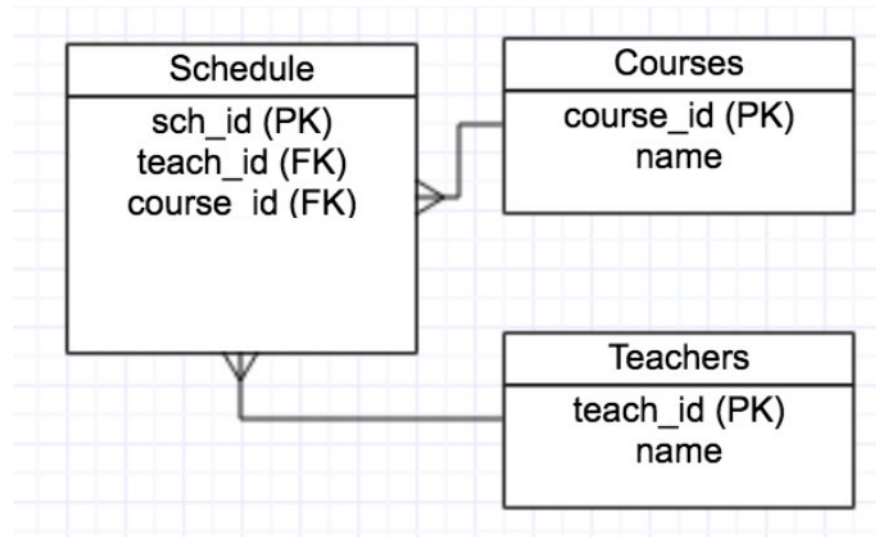 Schedule
sch_id (PK)
teach_id (FK)
course_id (FK)
Courses
course_id (PK)
name
Teachers
teach_id (PK)
name